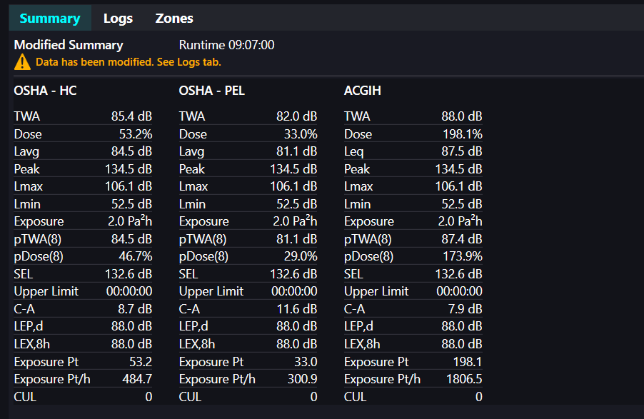 Summary Logs Zones
Modified Summary Runtime 09:07:00
Data has been modified. See Logs tab.
OSHA - HC OSHA - PEL ACGIH
TWA 85.4 dB TWA 82.0 dB TWA 88.0 dB
Dose 53.2% Dose 33.0% Dose 198.1%
Lavg 84.5 dB Lavg 81.1 dB Leq 87.5 dB
Peak 134.5 dB Peak 134.5 dB Peak 134.5 dB
Lmax 106.1 dB Lmax 106.1 dB Lmax 106.1 dB
Lmin 52.5 dB Lmin 52.5 dB Lmin 52.5 dB
Exposure 2.0 Pa²h Exposure 2.0 Pa²h Exposure 2.0 Pa²h
pTWA(8) 84.5 dB pTWA(8) 81.1 dB pTWA(8) 87.4 dB
pDose(8) 46.7% pDose(8) 29.0% pDose(8) 173.9%
SEL 132.6 dB SEL 132.6 dB SEL 132.6 dB
Upper Limit 00:00:00 Upper Limit 00:00:00 Upper Limit 00:00:00
C-A 8.7 dB C-A 11.6 dB C-A 7.9 dB
LEP,d 88.0 dB LEP,d 88.0 dB LEP,d 88.0 dB
LEX,8h 88.0 dB LEX,8h 88.0 dB LEX,8h 88.0 dB
Exposure Pt 53.2 Exposure Pt 33.0 Exposure Pt 198.1
Exposure Pt/h 484.7 Exposure Pt/h 300.9 Exposure Pt/h 1806.5
CUL 0 CUL 0 CUL 0